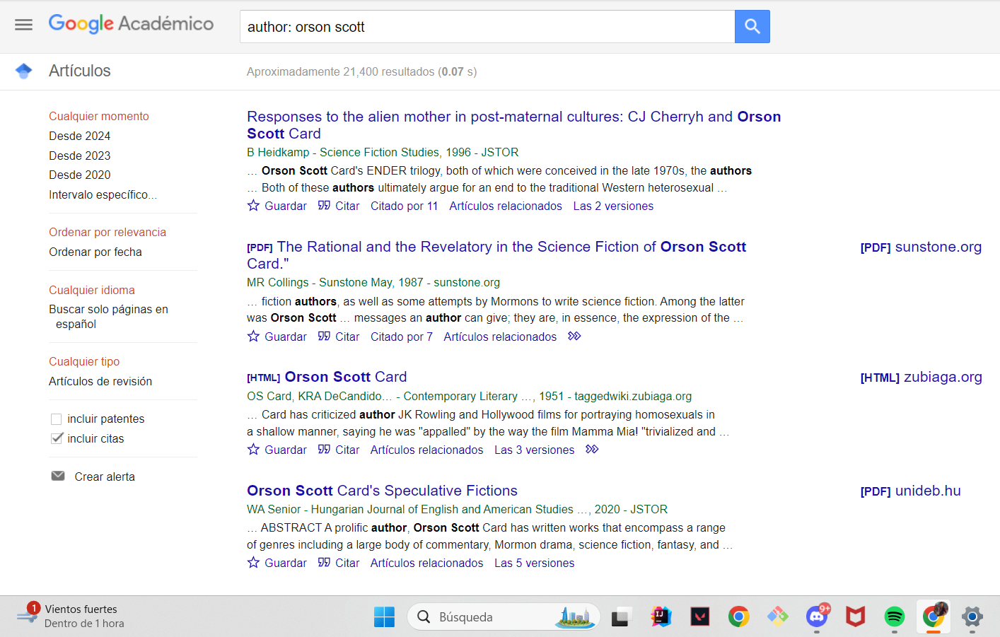 Google Académico
author: orson scott
Artículos
Aproximadamente 21,400 resultados (0.07 s)
Cualquier momento
Desde 2024
Desde 2023
Desde 2020
Intervalo específico...
Ordenar por relevancia
Ordenar por fecha
Cualquier idioma
Buscar solo páginas en
español
Cualquier tipo
Artículos de revisión
incluir patentes
incluir citas
Crear alerta
Responses to the alien mother in post-maternal cultures: CJ Cherryh and Orson
Scott Card
B Heidkamp - Science Fiction Studies, 1996 - JSTOR
… Orson Scott Card's ENDER trilogy, both of which were conceived in the late 1970s, the authors
… Both of these authors ultimately argue for an end to the traditional Western heterosexual …
Guardar Citar Citado por 11 Artículos relacionados Las 2 versiones
[PDF] The Rational and the Revelatory in the Science Fiction of Orson Scott
Card."
MR Collings - Sunstone May, 1987 - sunstone.org
… fiction authors, as well as some attempts by Mormons to write science fiction. Among the latter
was Orson Scott … messages an author can give; they are, in essence, the expression of the …
Guardar Citar Citado por 7 Artículos relacionados
[PDF] sunstone.org
[HTML] Orson Scott Card
OS Card, KRA DeCandido… - Contemporary Literary …, 1951 - taggedwiki.zubiaga.org
… Card has criticized author JK Rowling and Hollywood films for portraying homosexuals in
a shallow manner, saying he was "appalled" by the way the film Mamma Mia! "trivialized and …
Guardar Citar Artículos relacionados Las 3 versiones
[HTML] zubiaga.org
Orson Scott Card's Speculative Fictions
WA Senior - Hungarian Journal of English and American Studies …, 2020 - JSTOR
… ABSTRACT A prolific author, Orson Scott Card has written works that encompass a range
of genres including a large body of commentary, Mormon drama, science fiction, fantasy, and …
Guardar Citar Artículos relacionados Las 5 versiones
[PDF] unideb.hu
1
Vientos fuertes
Dentro de 1 hora
Búsqueda
IJ
9+